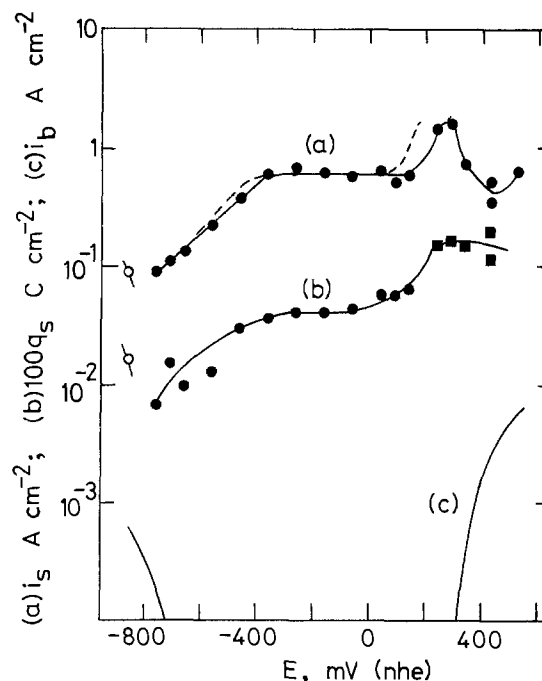 10
1
10⁻¹
10⁻²
10⁻³
(a)
(b)
(c)
-800
-400
0
400
E, mV (nhe)
(a)iₛ A cm⁻²; (b)100qₛ C cm⁻²; (c)i_b A cm⁻²